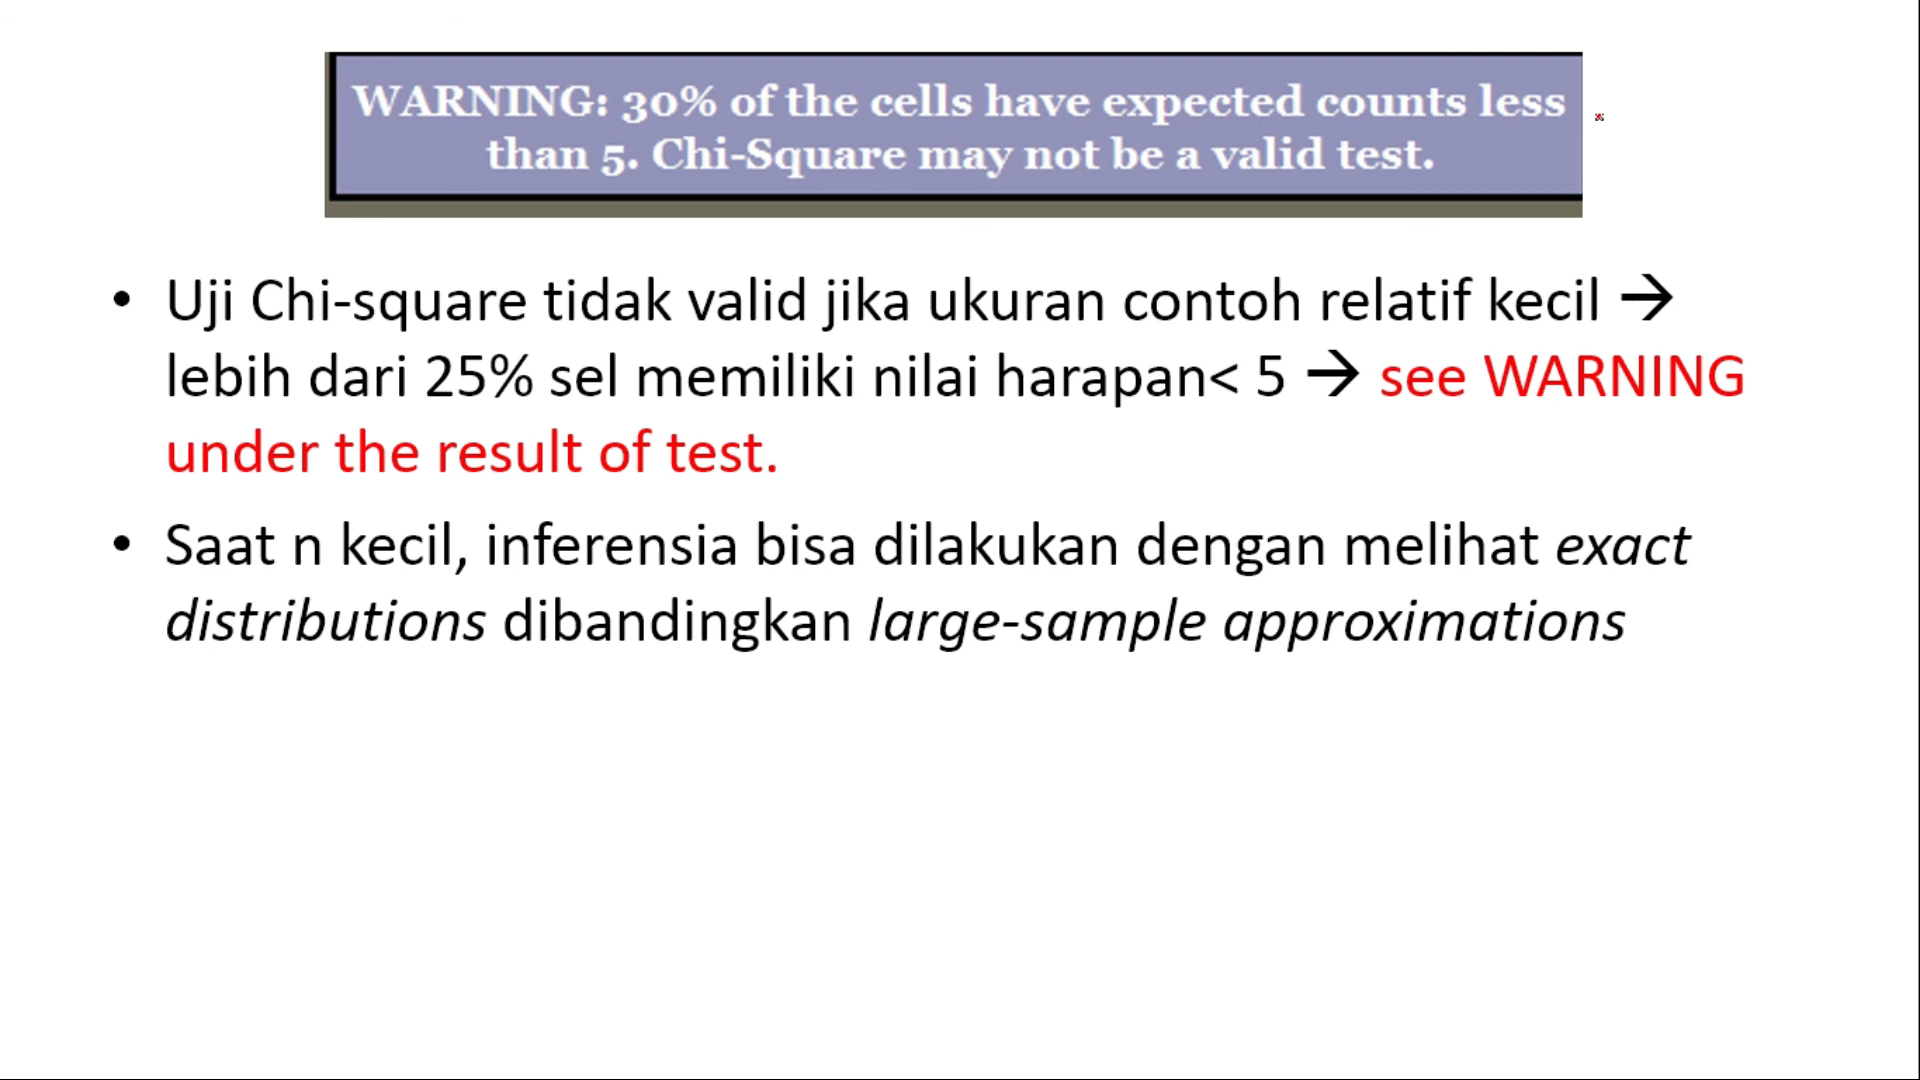 WARNING: 30% of the cells have expected counts less
than 5. Chi-Square may not be a valid test.
• Uji Chi-square tidak valid jika ukuran contoh relatif kecil →
lebih dari 25% sel memiliki nilai harapan< 5 → see WARNING
under the result of test.
• Saat n kecil, inferensia bisa dilakukan dengan melihat exact
distributions dibandingkan large-sample approximations